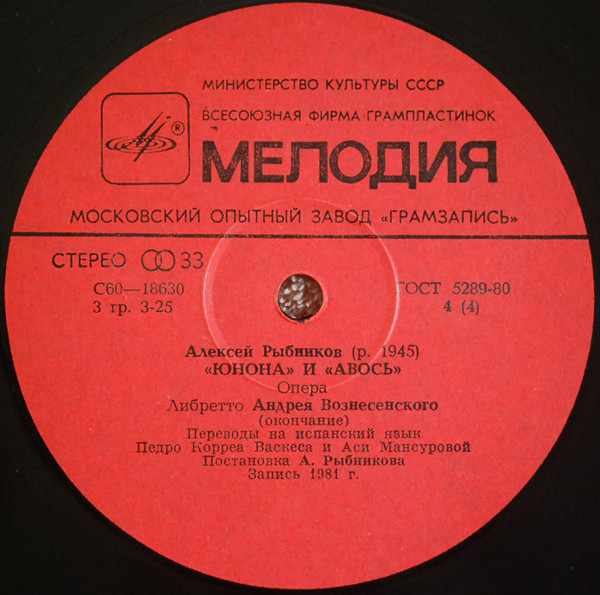 МИНИСТЕРСТВО КУЛЬТУРЫ СССР
ВСЕСОЮЗНАЯ ФИРМА ГРАМПЛАСТИНОК
®
МЕЛОДИЯ
МОСКОВСКИЙ ОПЫТНЫЙ ЗАВОД «ГРАМЗАПИСЬ»
СТЕРЕО 33
С60—18630
ГОСТ 5289-80
3 гр. 3-25
4 (4)
Алексей Рыбников (р. 1945)
«ЮНОНА» И «АВОСЬ»
Опера
Либретто Андрея Вознесенского
(окончание)
Переводы на испанский язык
Педро Корреа Васкеса и Аси Мансуровой
Постановка А. Рыбникова
Запись 1981 г.